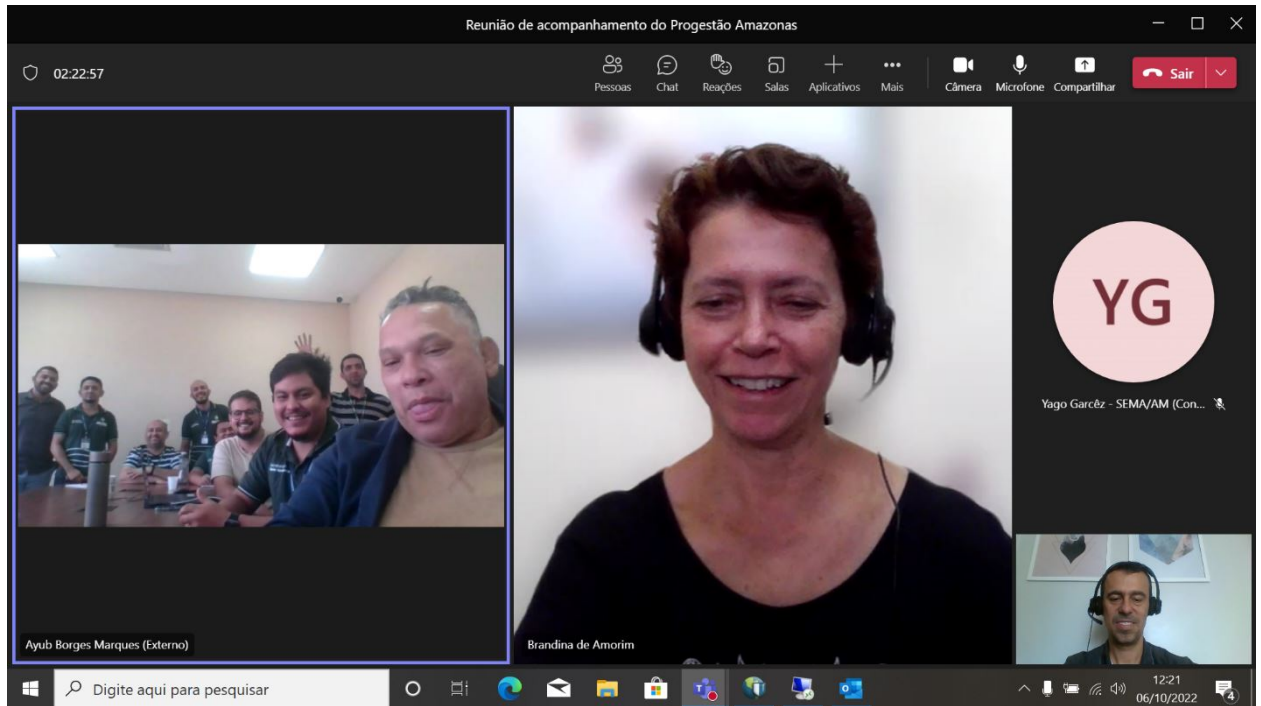 Reunião de acompanhamento do Progestão Amazonas
02:22:57
Pessoas
Chat
Reações
Salas
Aplicativos
Mais
Câmera
Microfone
Compartilhar
Sair
YG
Yago Garcêz - SEMA/AM (Con...
Ayub Borges Marques (Externo)
Brandina de Amorim
Digite aqui para pesquisar
12:21
06/10/2022
4